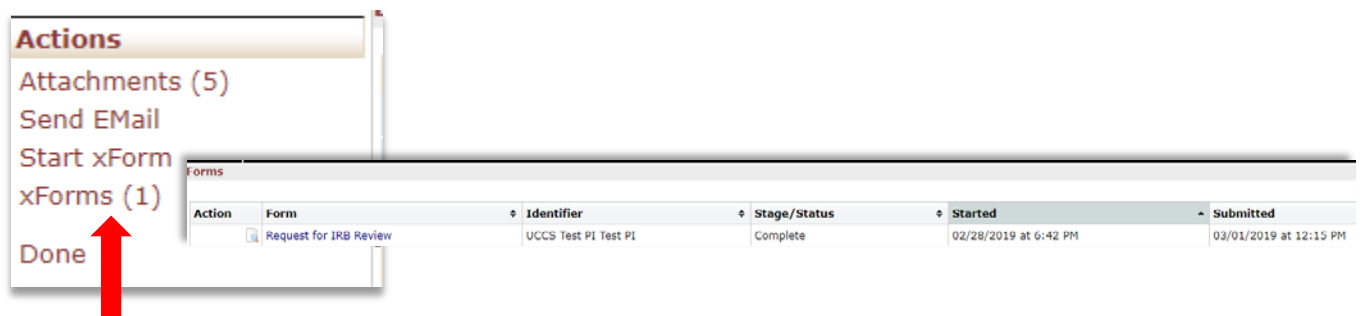 Actions
Attachments (5)
Send EMail
Start xForm
xForms (1)
Done
Forms
Action Form Identifier Stage/Status Started Submitted
Request for IRB Review UCCS Test PI Test PI Complete 02/28/2019 at 6:42 PM 03/01/2019 at 12:15 PM